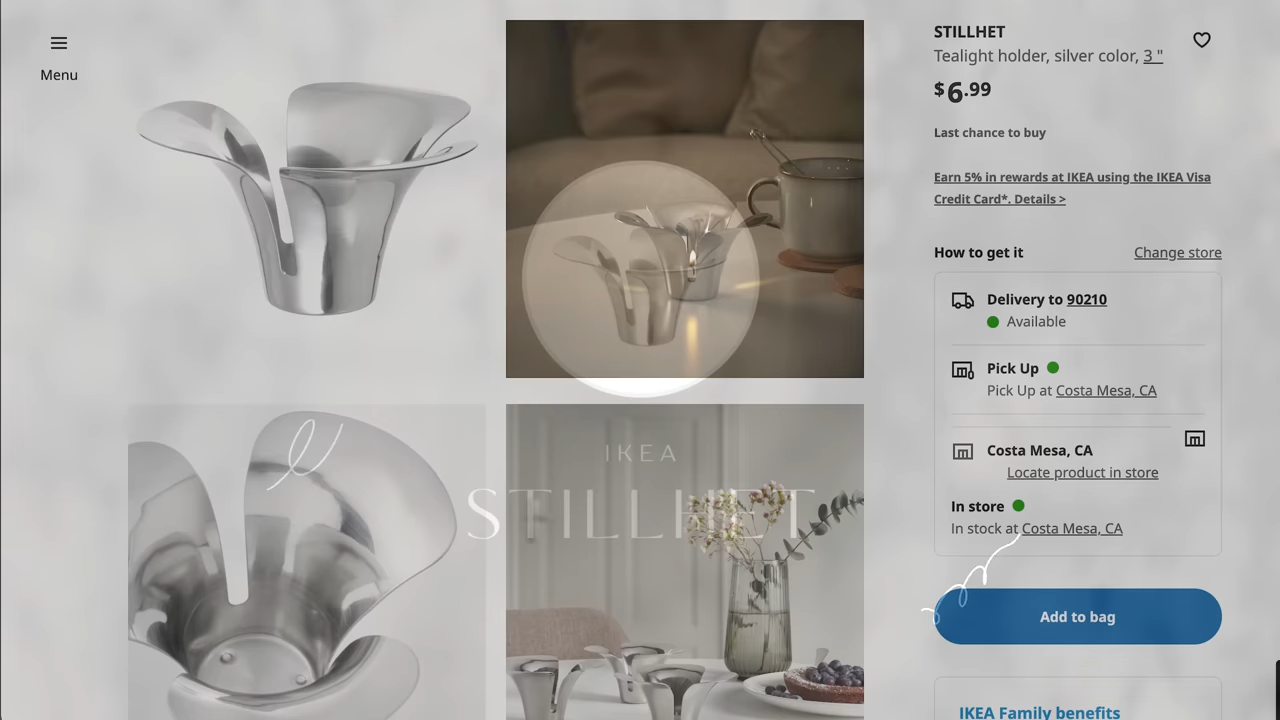 Menu
IKEA
STILLHET
STILLHET
Tealight holder, silver color, 3 "
$6.99
Last chance to buy
Earn 5% in rewards at IKEA using the IKEA Visa
Credit Card*. Details >
How to get it
Change store
Delivery to 90210
Available
Pick Up
Pick Up at Costa Mesa, CA
Costa Mesa, CA
Locate product in store
In store
In stock at Costa Mesa, CA
Add to bag
IKEA Family benefits